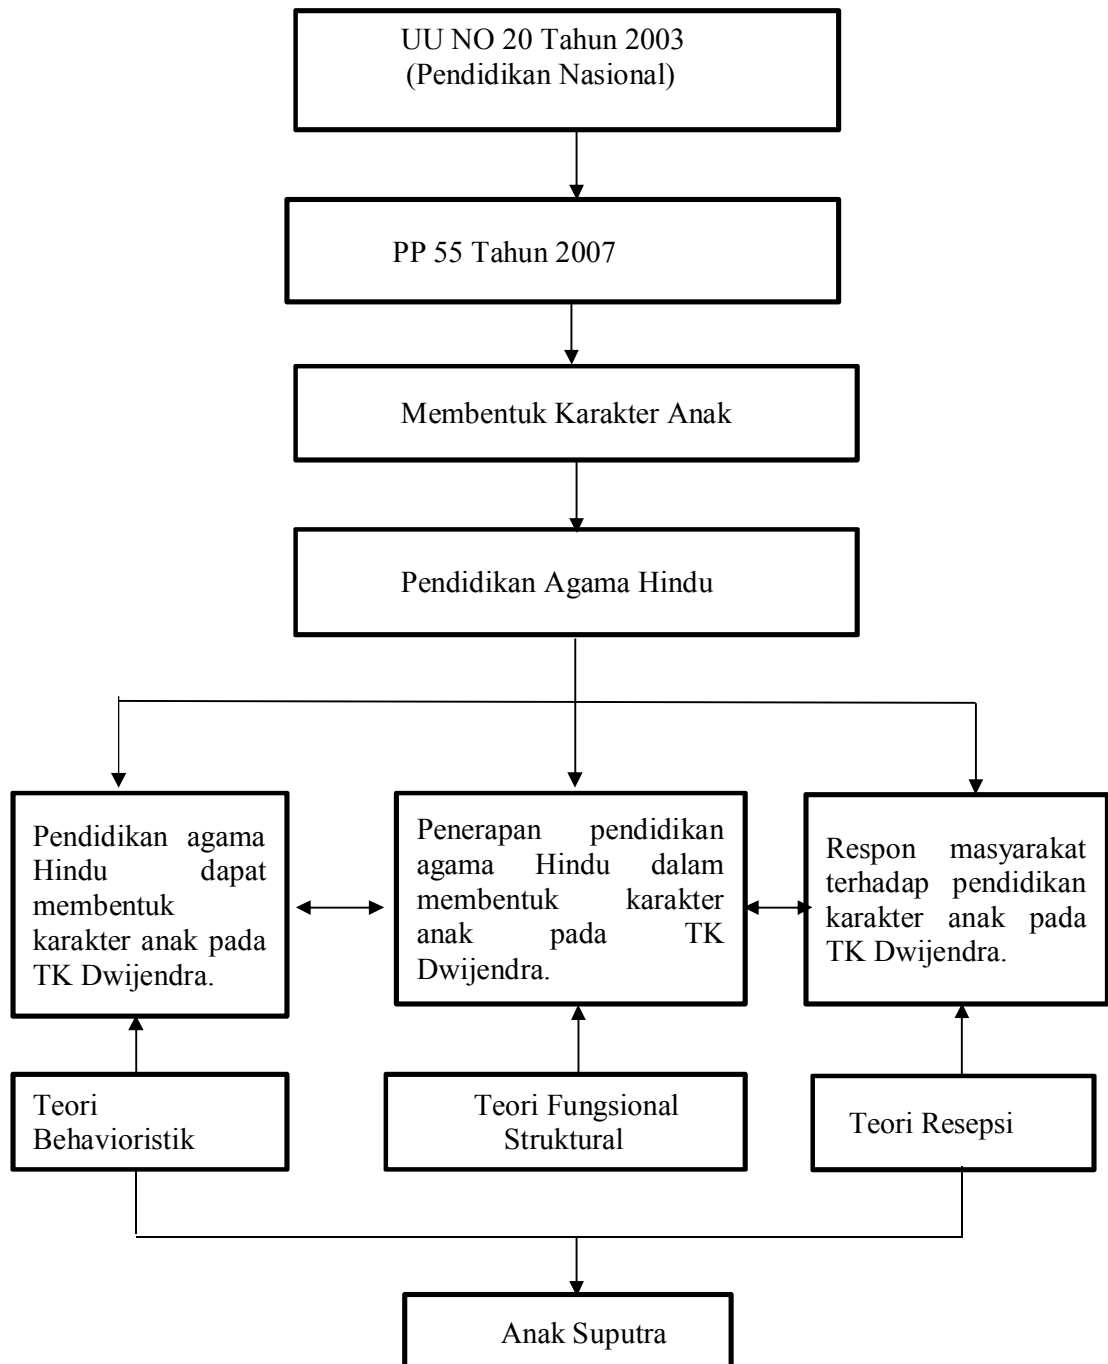 UU NO 20 Tahun 2003
(Pendidikan Nasional)
PP 55 Tahun 2007
Membentuk Karakter Anak
Pendidikan Agama Hindu
Pendidikan agama
Hindu dapat
membentuk
karakter anak pada
TK Dwijendra.
Penerapan pendidikan
agama Hindu dalam
membentuk karakter
anak pada TK
Dwijendra.
Respon masyarakat
terhadap pendidikan
karakter anak pada
TK Dwijendra.
Teori
Behavioristik
Teori Fungsional
Struktural
Teori Resepsi
Anak Suputra